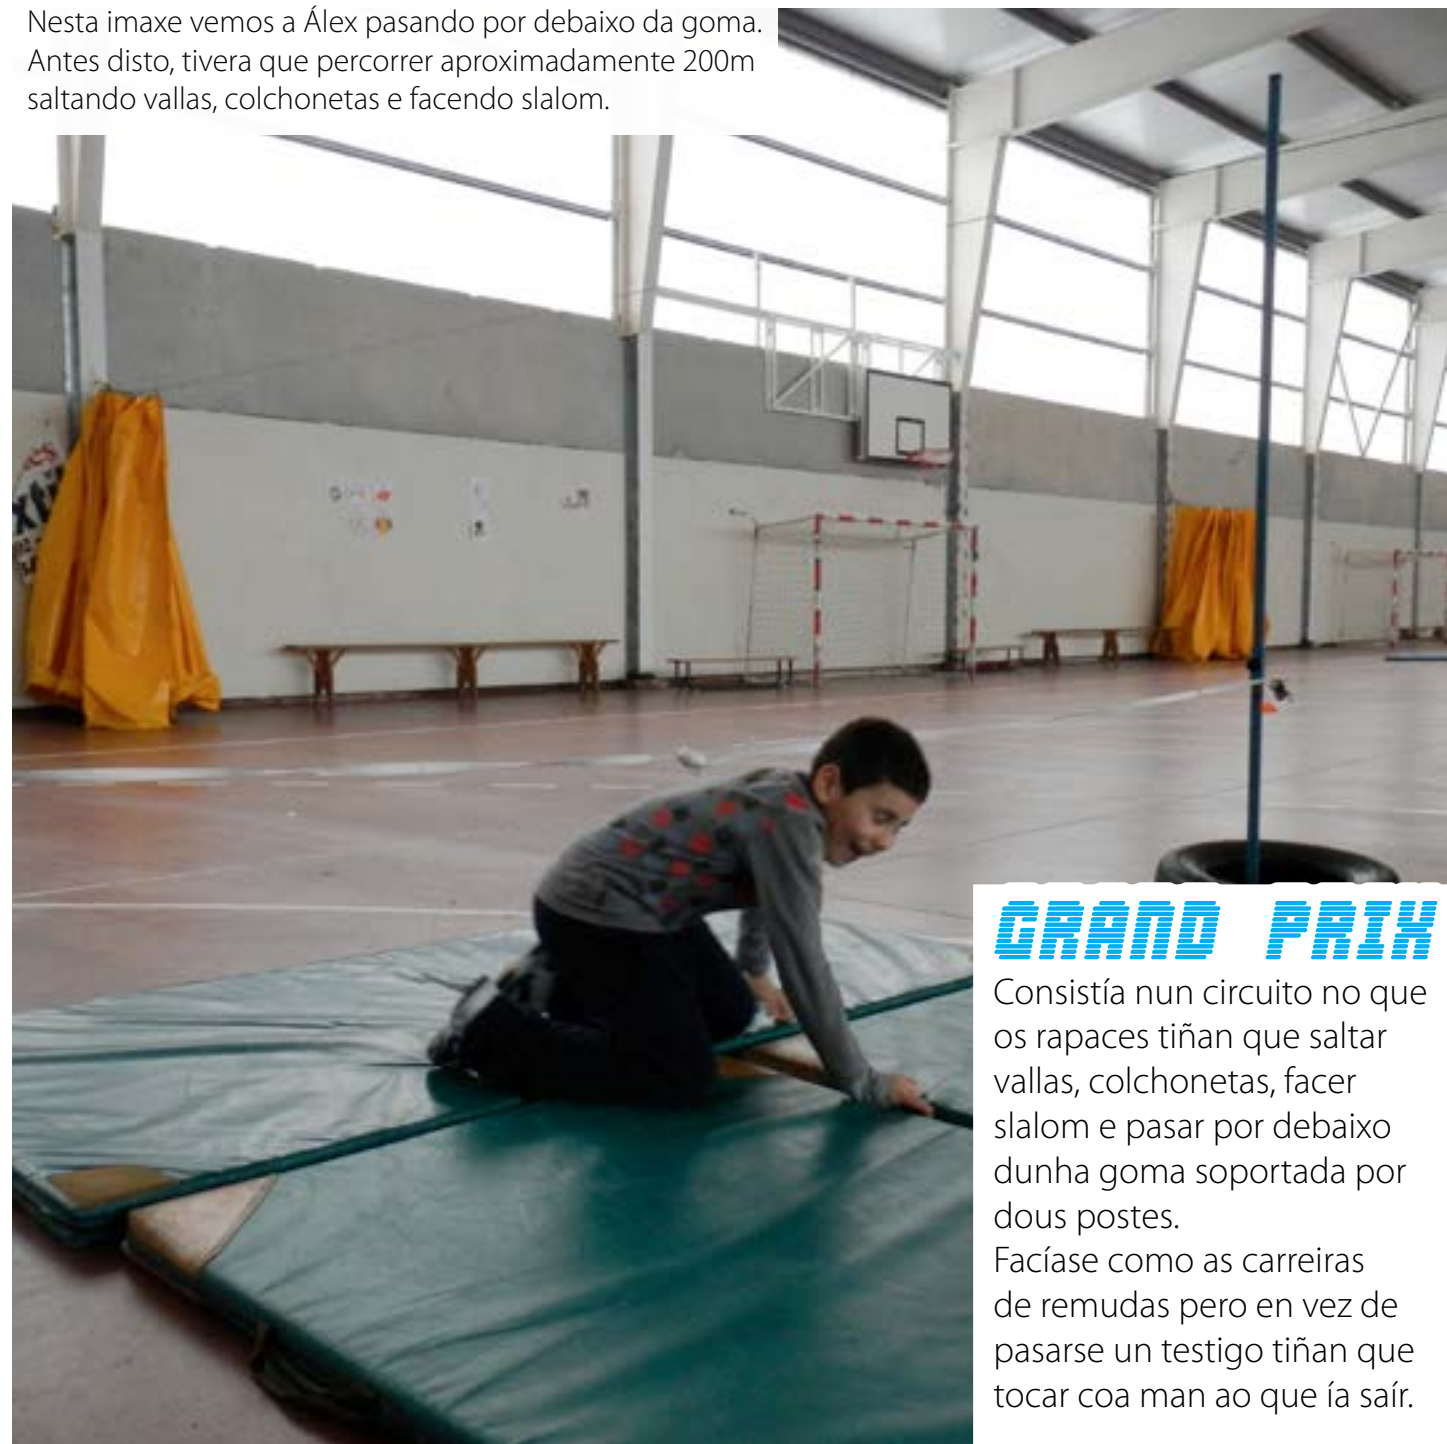 Nesta imaxe vemos a Álex pasando por debaixo da goma.
Antes disto, tivera que percorrer aproximadamente 200m
saltando vallas, colchonetas e facendo slalom.
GRAND PRIX
Consistía nun circuito no que
os rapaces tiñan que saltar
vallas, colchonetas, facer
slalom e pasar por debaixo
dunha goma soportada por
dous postes.
Facíase como as carreiras
de remudas pero en vez de
pasarse un testigo tiñan que
tocar coa man ao que ía saír.